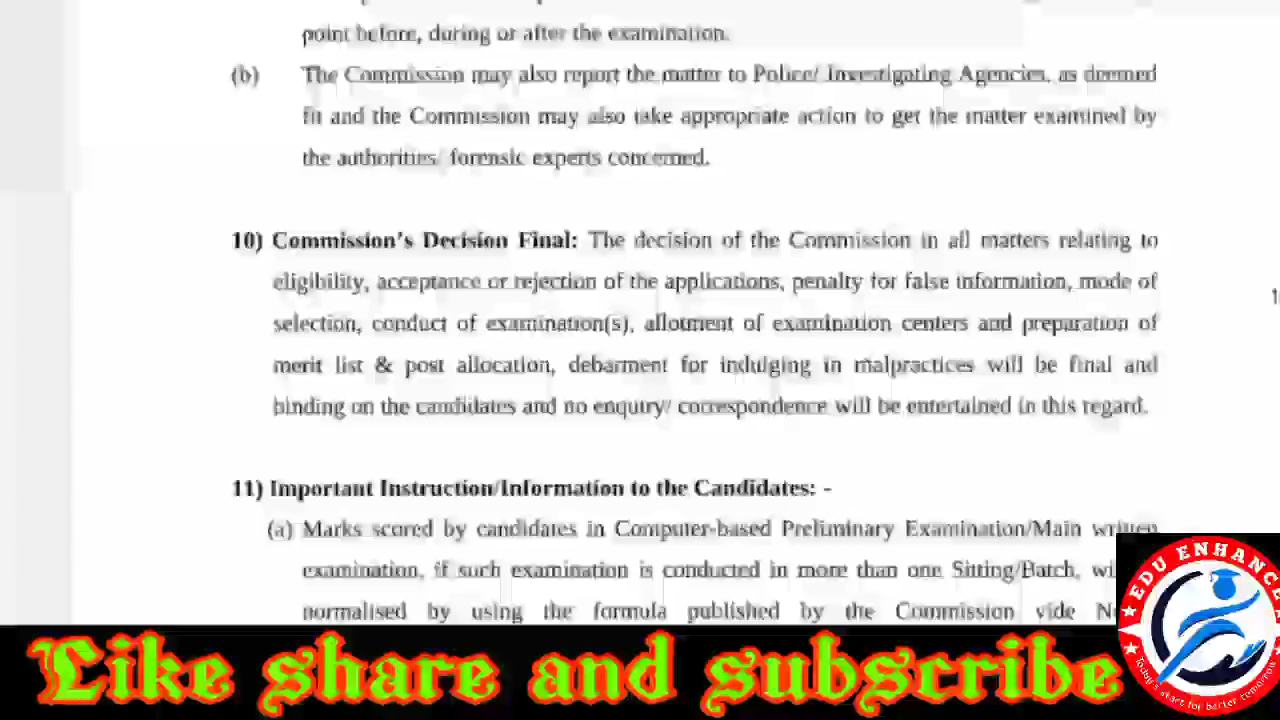 point before, during or after the examination.
(b) The Commission may also report the matter to Police/ Investigating Agencies, as deemed
fit and the Commission may also take appropriate action to get the matter examined by
the authorities/ forensic experts concerned.
10) Commission's Decision Final: The decision of the Commission in all matters relating to
eligibility, acceptance or rejection of the applications, penalty for false information, mode of
selection, conduct of examination(s), allotment of examination centers and preparation of
merit list & post allocation, debarment for indulging in malpractices will be final and
binding on the candidates and no enquiry/ correspondence will be entertained in this regard.
11) Important Instruction/Information to the Candidates: -
(a) Marks scored by candidates in Computer-based Preliminary Examination/Main written
examination, if such examination is conducted in more than one Sitting/Batch,
normalised by using the formula published by the Commission vide
EDU ENHANCE
Today's start for better tomorrow
Like share and subscribe